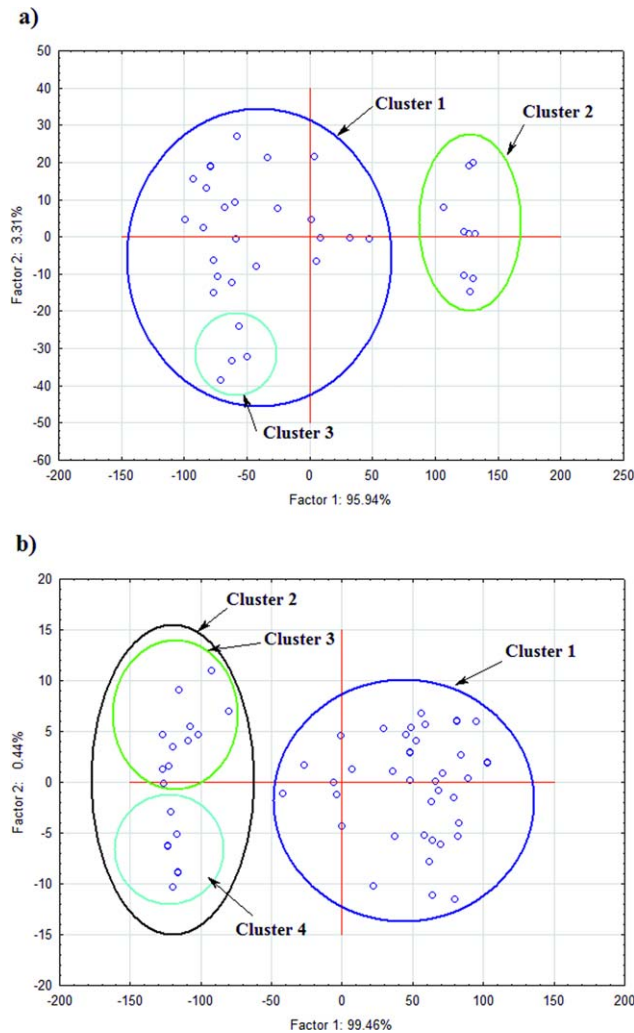 a)
50
40
30
20
10
0
-10
-20
-30
-40
-50
-60
Factor 2: 3.31%
Cluster 1
Cluster 2
Cluster 3
-200 -150 -100 -50 0 50 100 150 200 250
Factor 1: 95.94%
b)
20
15
10
5
0
-5
-10
-15
-20
Factor 2: 0.44%
Cluster 2
Cluster 3
Cluster 1
Cluster 4
-200 -150 -100 -50 0 50 100 150 200
Factor 1: 99.46%